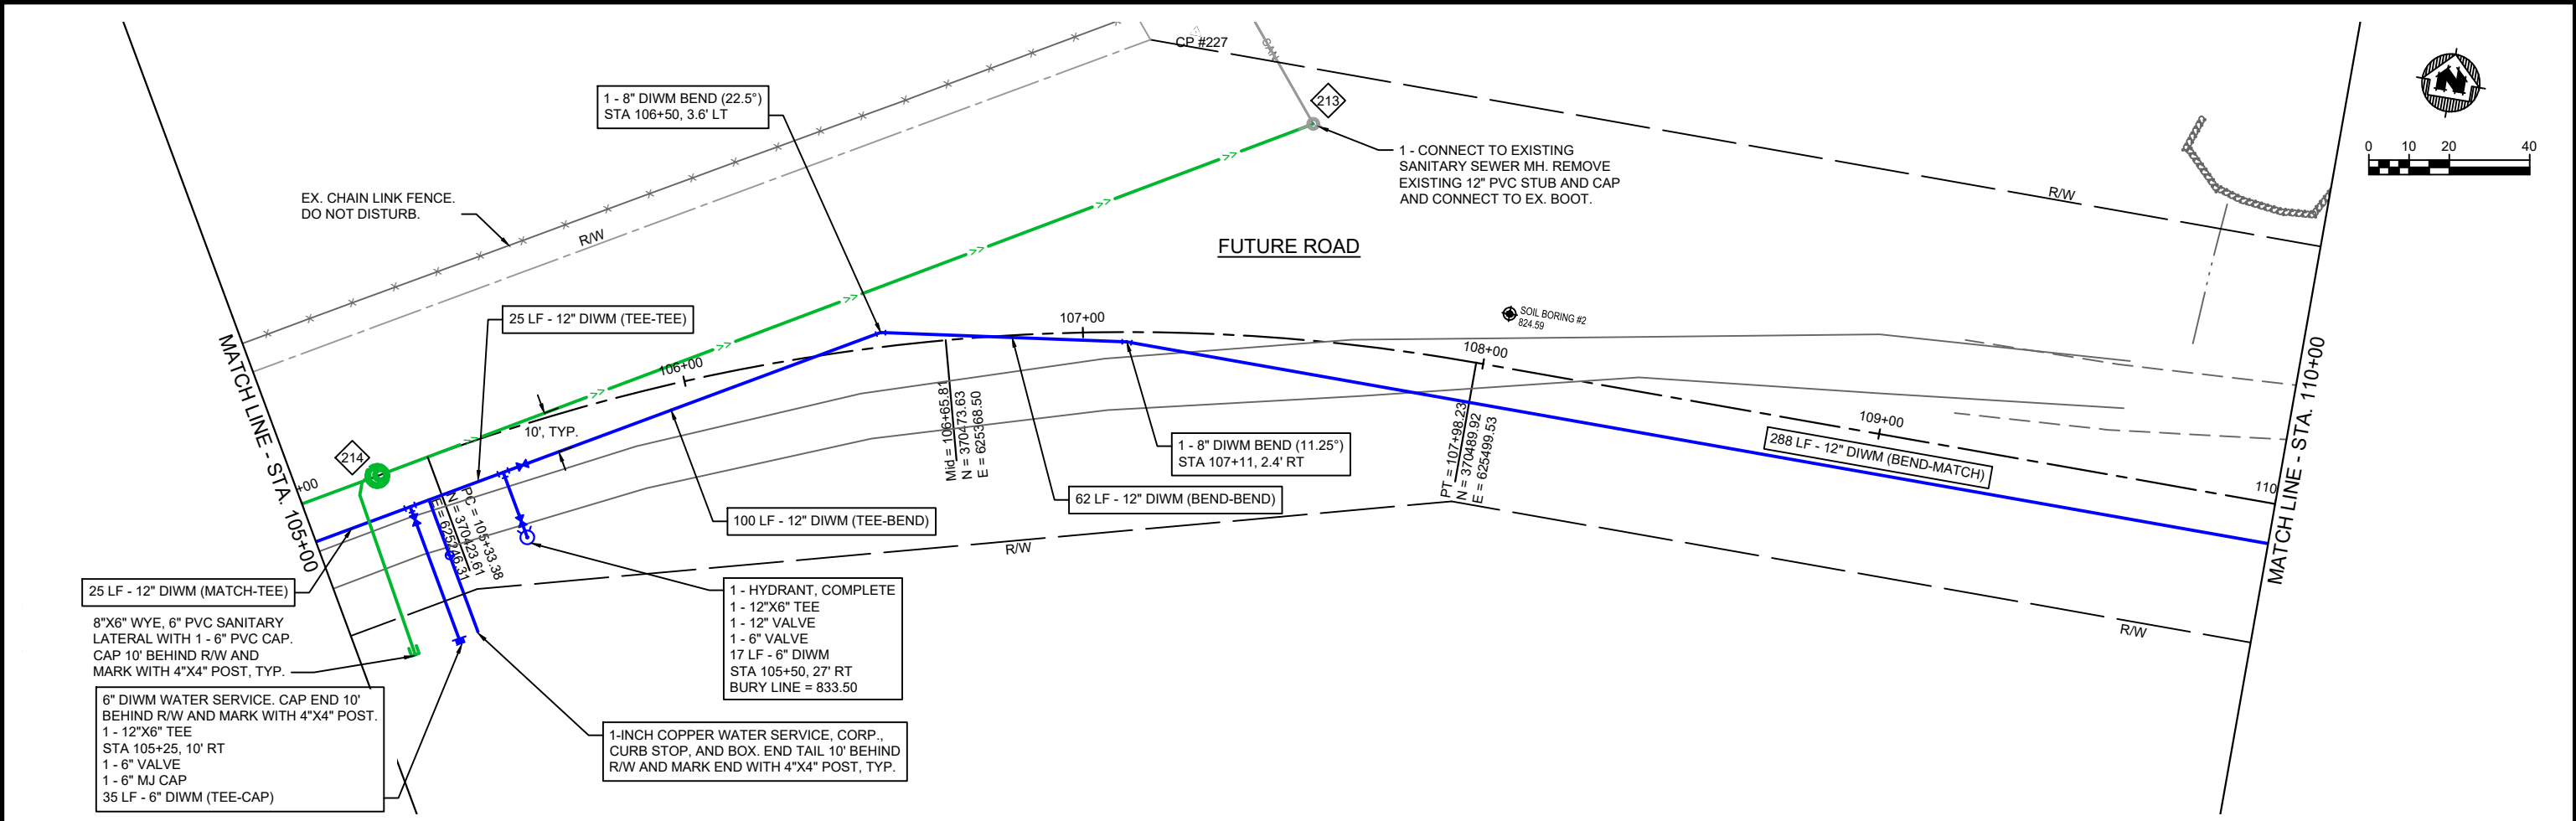 CP #227
SAN
213
1 - 8" DIWM BEND (22.5°)
STA 106+50, 3.6' LT
N
0 10 20 40
1 - CONNECT TO EXISTING
SANITARY SEWER MH. REMOVE
EXISTING 12" PVC STUB AND CAP
AND CONNECT TO EX. BOOT.
EX. CHAIN LINK FENCE.
DO NOT DISTURB.
R/W
R/W
FUTURE ROAD
25 LF - 12" DIWM (TEE-TEE)
107+00
SOIL BORING #2
824.59
108+00
106+00
MATCH LINE - STA. 105+00
MATCH LINE - STA. 110+00
10', TYP.
Mid = 106+65.81
N = 370473.63
E = 625368.50
1 - 8" DIWM BEND (11.25°)
STA 107+11, 2.4' RT
PT = 107+98.23
N = 370489.92
E = 625499.53
109+00
288 LF - 12" DIWM (BEND-MATCH)
110
214
+00
PC = 105+33.38
N = 370423.61
E = 625246.31
62 LF - 12" DIWM (BEND-BEND)
100 LF - 12" DIWM (TEE-BEND)
R/W
R/W
25 LF - 12" DIWM (MATCH-TEE)
8"X6" WYE, 6" PVC SANITARY
LATERAL WITH 1 - 6" PVC CAP.
CAP 10' BEHIND R/W AND
MARK WITH 4"X4" POST, TYP.
1 - HYDRANT, COMPLETE
1 - 12"X6" TEE
1 - 12" VALVE
1 - 6" VALVE
17 LF - 6" DIWM
STA 105+50, 27' RT
BURY LINE = 833.50
6" DIWM WATER SERVICE. CAP END 10'
BEHIND R/W AND MARK WITH 4"X4" POST.
1 - 12"X6" TEE
STA 105+25, 10' RT
1 - 6" VALVE
1 - 6" MJ CAP
35 LF - 6" DIWM (TEE-CAP)
1-INCH COPPER WATER SERVICE, CORP.,
CURB STOP, AND BOX. END TAIL 10' BEHIND
R/W AND MARK END WITH 4"X4" POST, TYP.